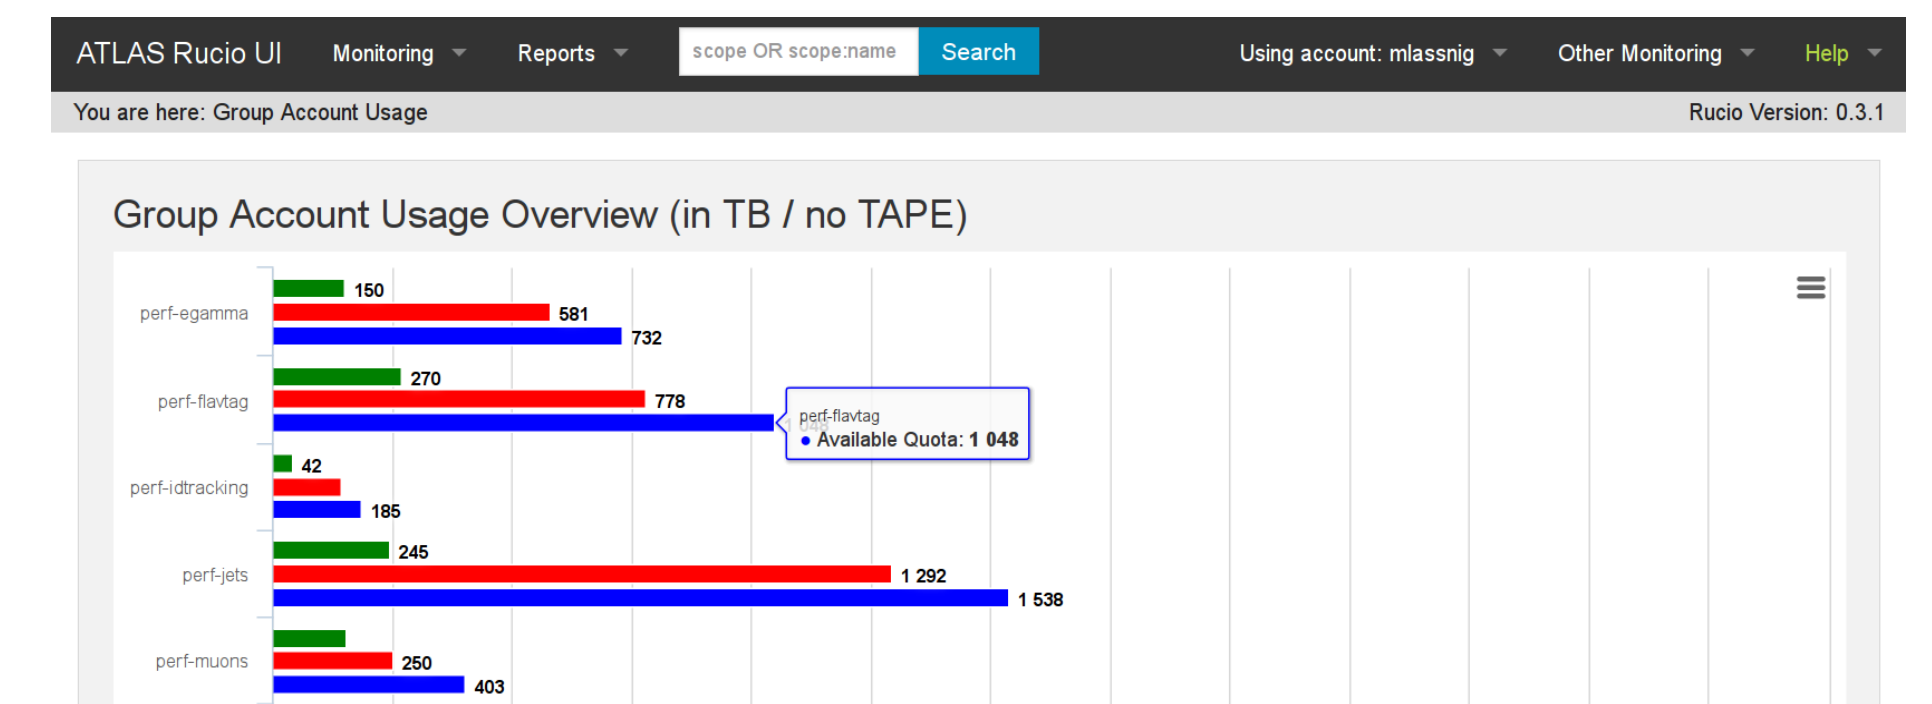 ATLAS Rucio UI Monitoring Reports scope OR scope:name Search Using account: mlassnig Other Monitoring Help
You are here: Group Account Usage Rucio Version: 0.3.1
Group Account Usage Overview (in TB / no TAPE)
150
perf-egamma 581
732
270
perf-flavtag 778
1 048
perf-flavtag
Available Quota: 1 048
42
perf-idtracking
185
245
perf-jets 1 292
1 538
perf-muons 250
403